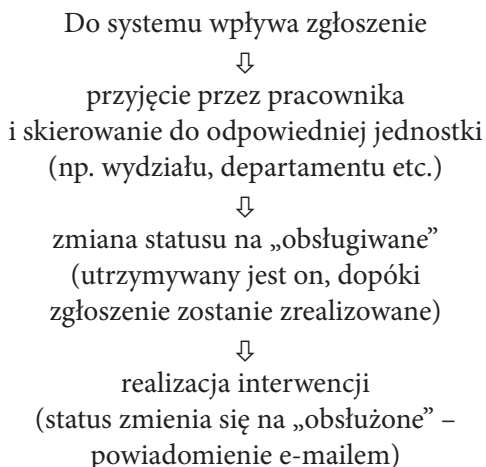 Do systemu wpływa zgłoszenie
⇩
przyjęcie przez pracownika
i skierowanie do odpowiedniej jednostki
(np. wydziału, departamentu etc.)
⇩
zmiana statusu na „obsługiwane”
(utrzymywany jest on, dopóki
zgłoszenie zostanie zrealizowane)
⇩
realizacja interwencji
(status zmienia się na „obsłużone” –
powiadomienie e-mailem)